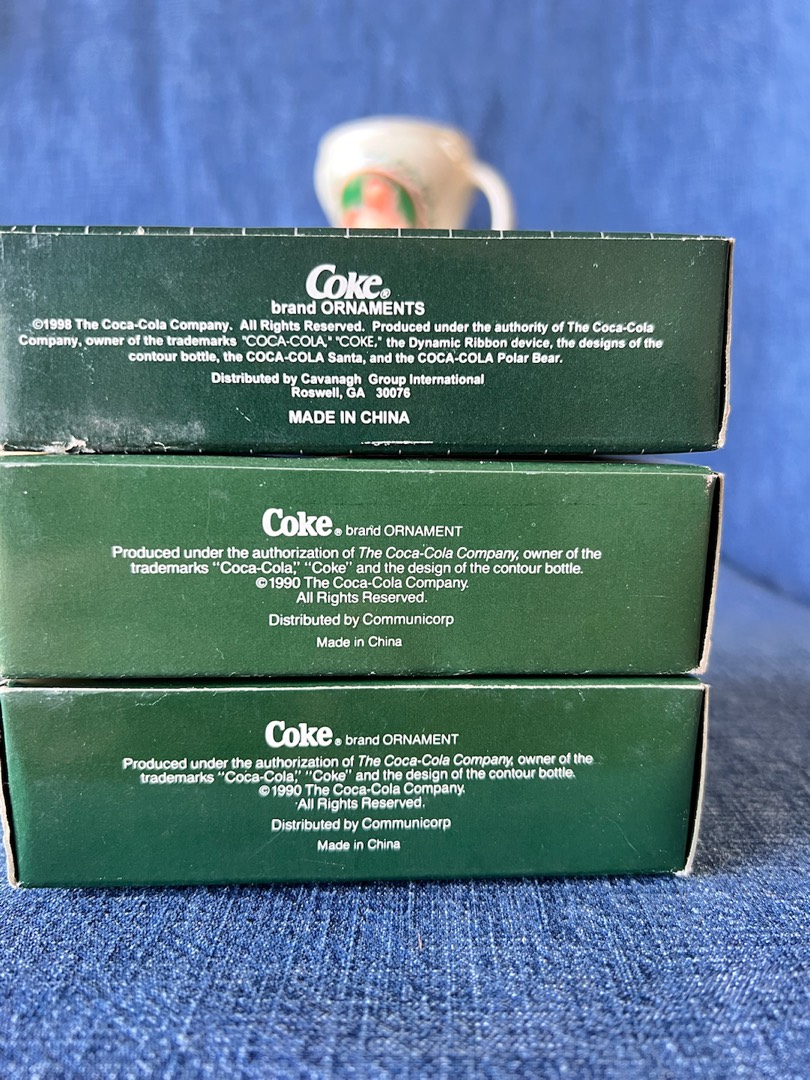 Coke®
brand ORNAMENTS
©1998 The Coca-Cola Company. All Rights Reserved. Produced under the authority of The Coca-Cola
Company, owner of the trademarks "COCA-COLA," "COKE," the Dynamic Ribbon device, the designs of the
contour bottle, the COCA-COLA Santa, and the COCA-COLA Polar Bear.
Distributed by Cavanagh Group International
Roswell, GA 30076
MADE IN CHINA
Coke® brand ORNAMENT
Produced under the authorization of The Coca-Cola Company, owner of the
trademarks "Coca-Cola," "Coke" and the design of the contour bottle.
©1990 The Coca-Cola Company.
All Rights Reserved.
Distributed by Communicorp
Made in China
Coke® brand ORNAMENT
Produced under the authorization of The Coca-Cola Company, owner of the
trademarks "Coca-Cola," "Coke" and the design of the contour bottle.
©1990 The Coca-Cola Company.
All Rights Reserved.
Distributed by Communicorp
Made in China